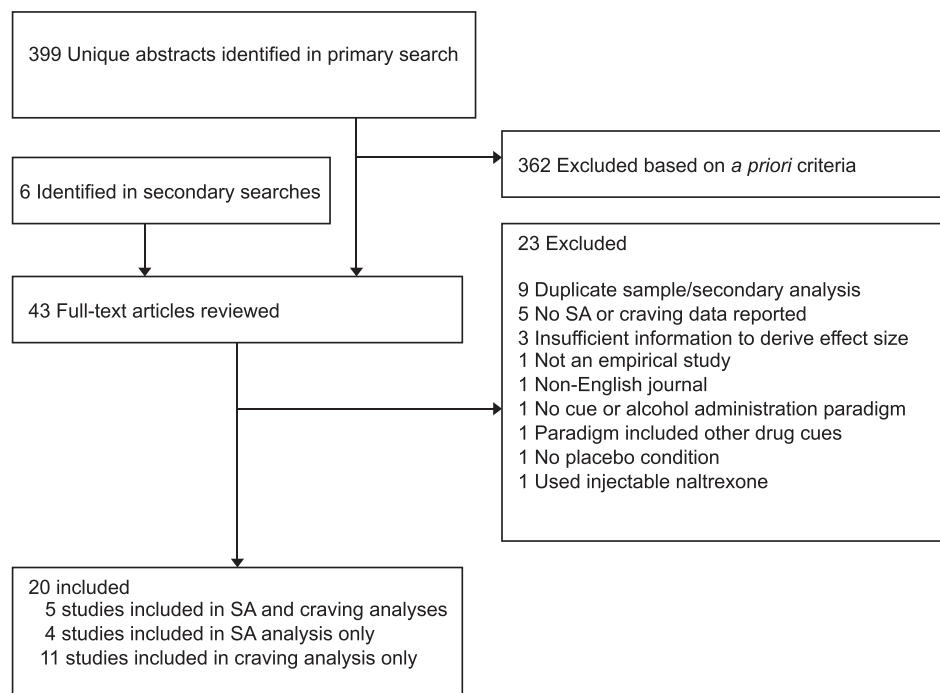 399 Unique abstracts identified in primary search
362 Excluded based on a priori criteria
6 Identified in secondary searches
43 Full-text articles reviewed
23 Excluded
9 Duplicate sample/secondary analysis
5 No SA or craving data reported
3 Insufficient information to derive effect size
1 Not an empirical study
1 Non-English journal
1 No cue or alcohol administration paradigm
1 Paradigm included other drug cues
1 No placebo condition
1 Used injectable naltrexone
20 included
5 studies included in SA and craving analyses
4 studies included in SA analysis only
11 studies included in craving analysis only